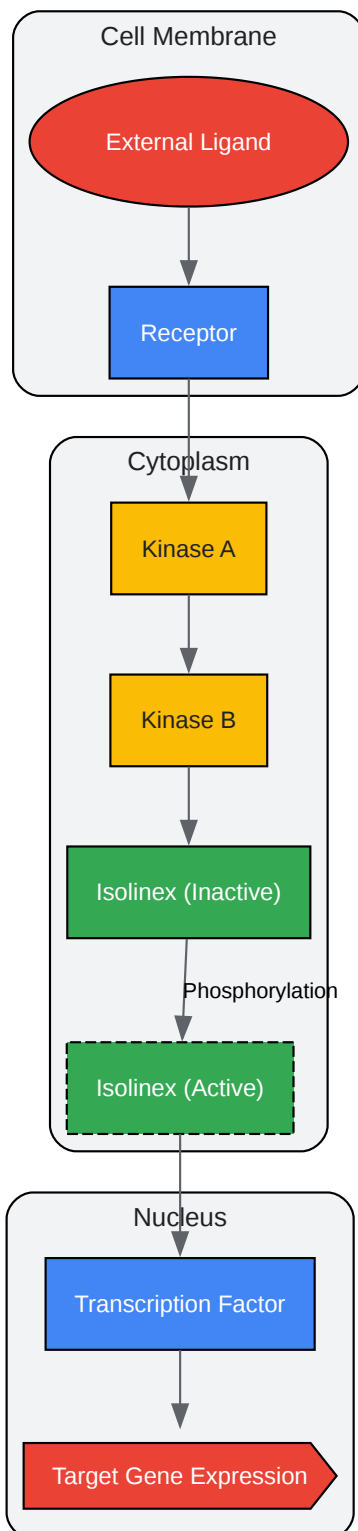 Cell Membrane
External Ligand
Receptor
Cytoplasm
Kinase A
Kinase B
Isolinex (Inactive)
Phosphorylation
Isolinex (Active)
Nucleus
Transcription Factor
Target Gene Expression